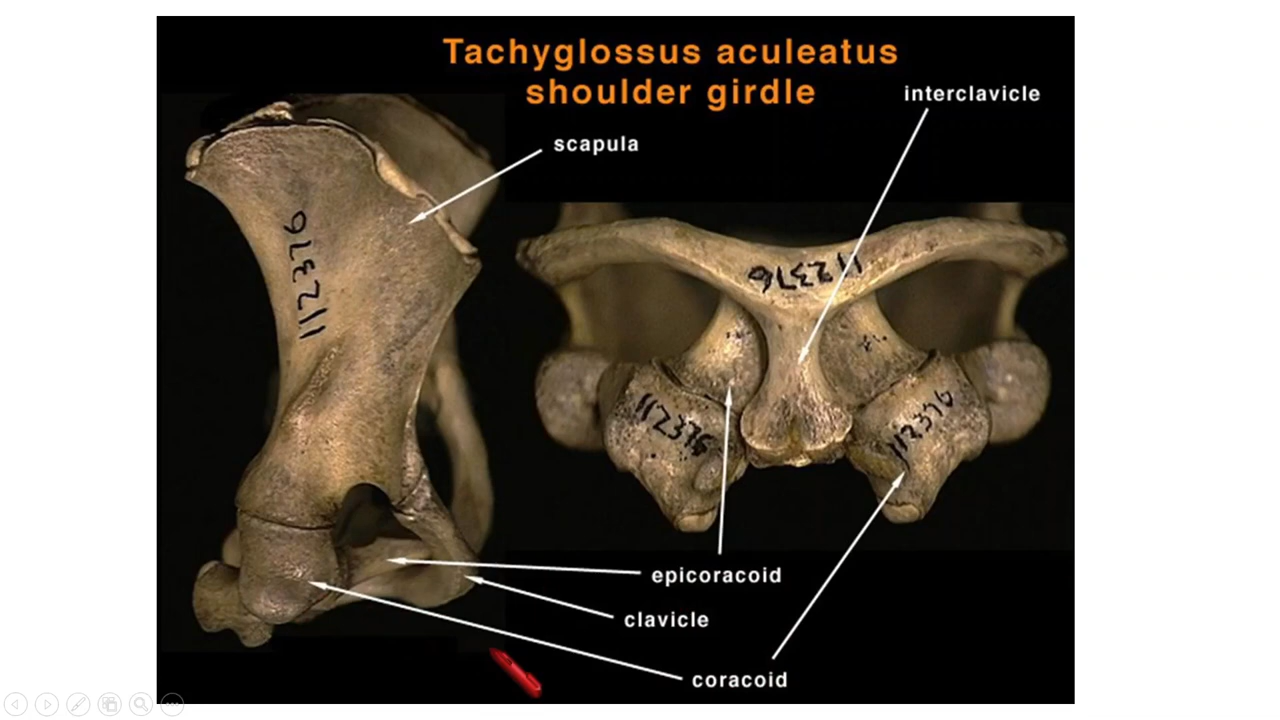 Tachyglossus aculeatus
shoulder girdle
interclavicle
scapula
112376
112376
112376
112376
epicoracoid
clavicle
coracoid